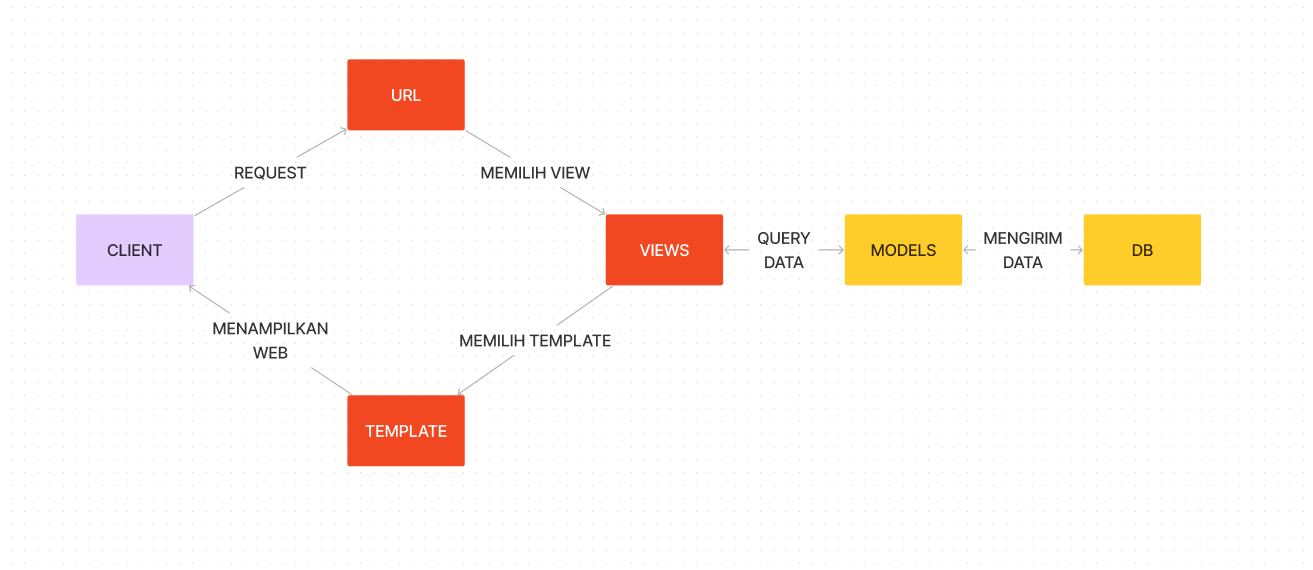 URL
REQUEST
MEMILIH VIEW
CLIENT
VIEWS
QUERY
DATA
MODELS
MENGIRIM
DATA
DB
MENAMPILKAN
WEB
MEMILIH TEMPLATE
TEMPLATE